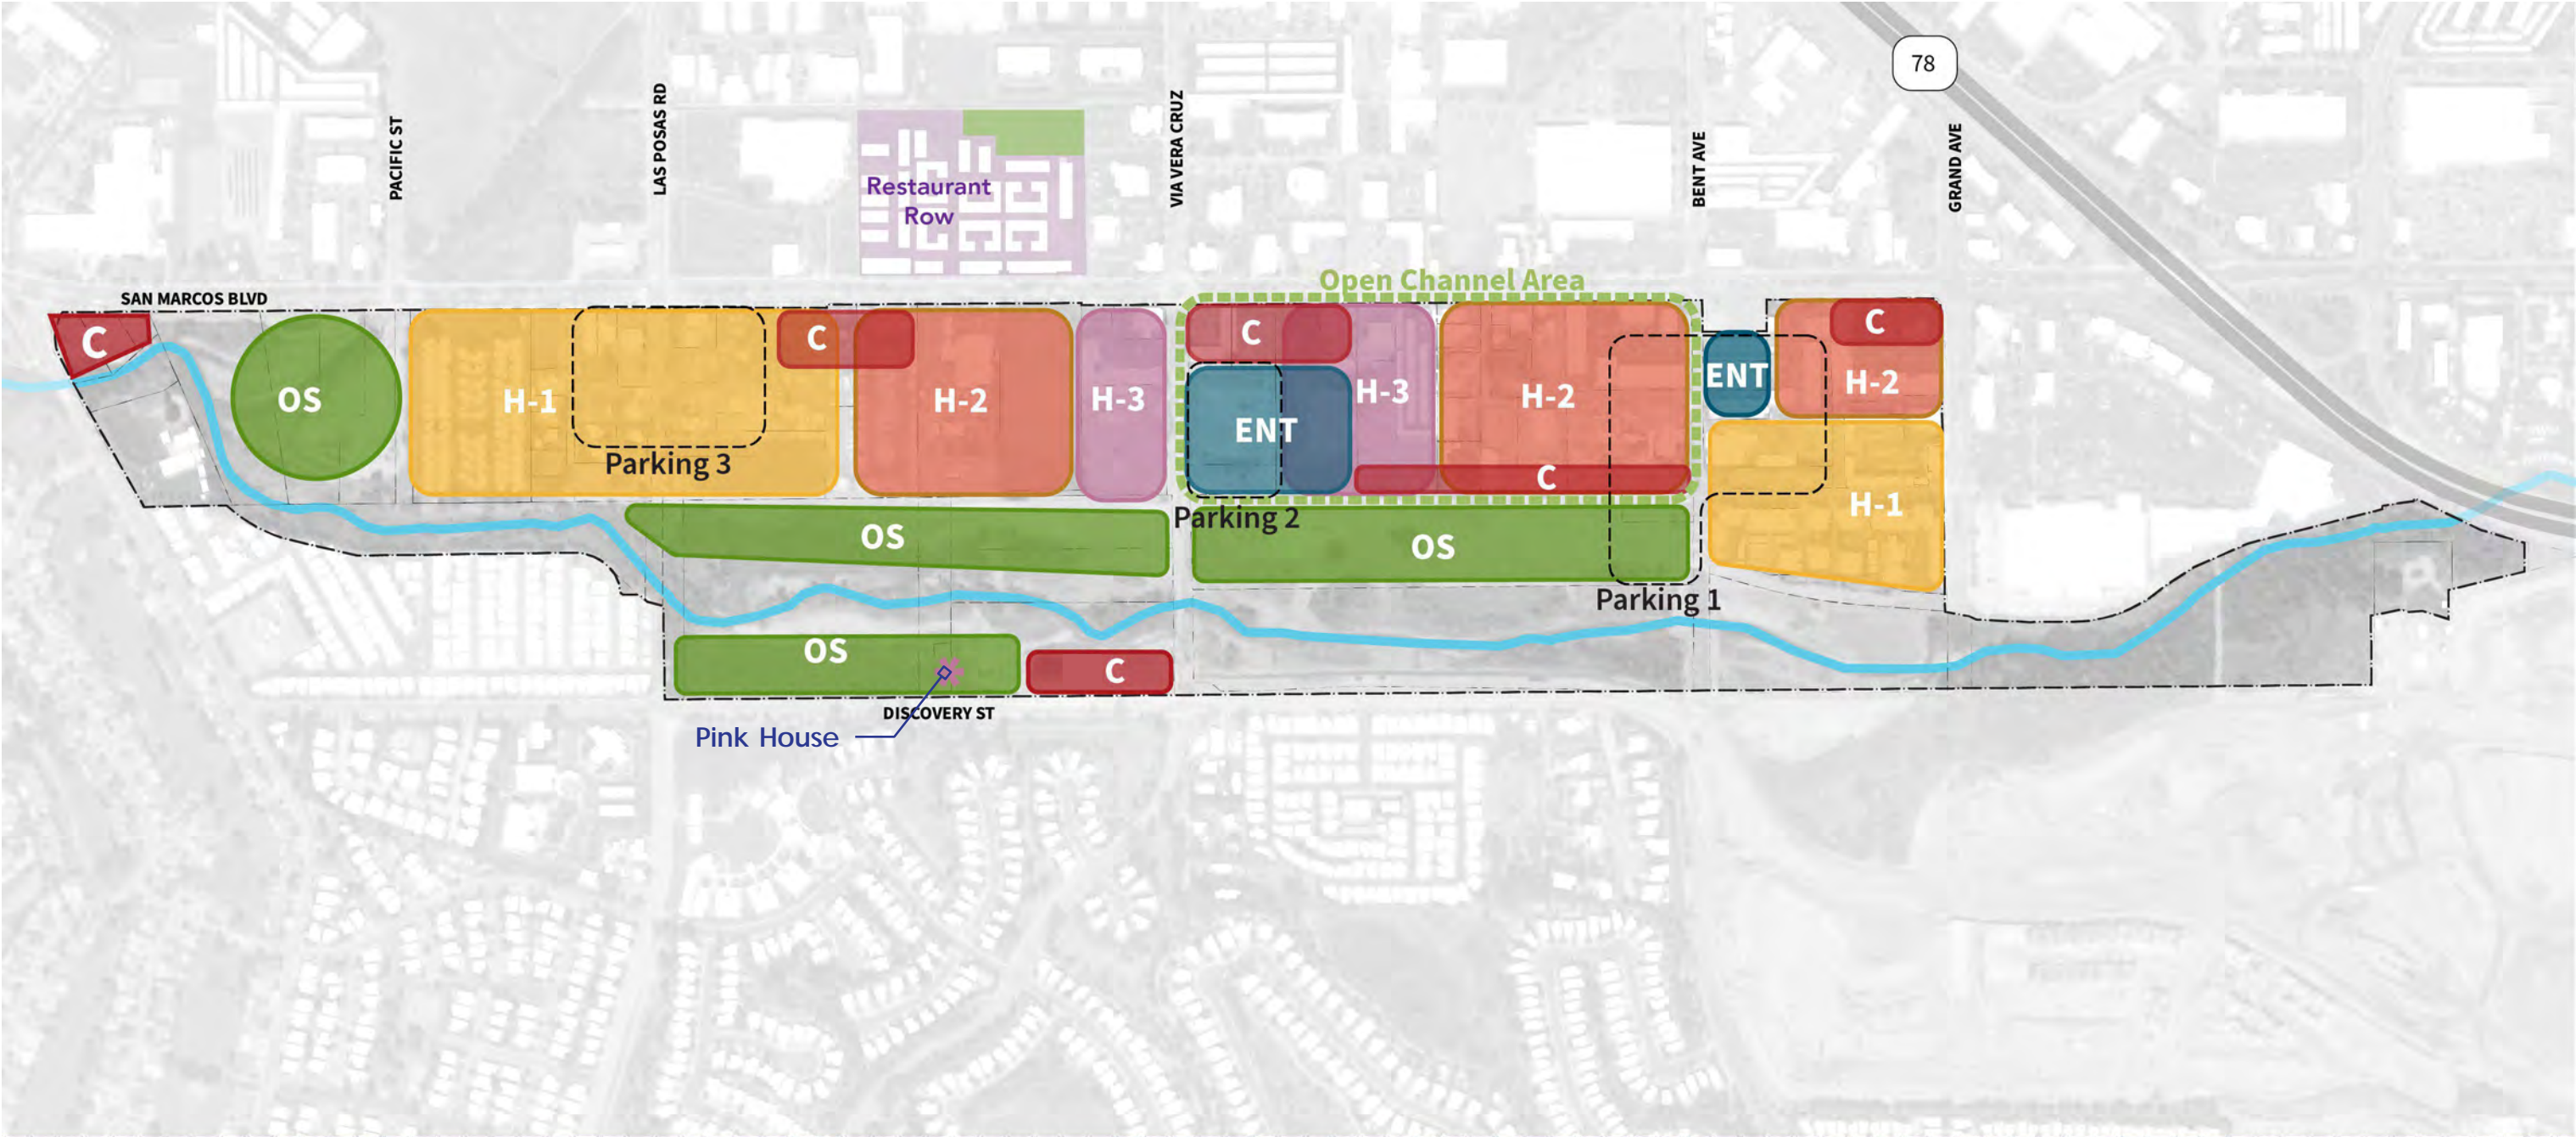 78
PACIFIC ST
LAS POSAS RD
VIA VERA CRUZ
BENT AVE
GRAND AVE
Restaurant
Row
Open Channel Area
SAN MARCOS BLVD
C
OS
H-1
Parking 3
C
H-2
H-3
C
ENT
H-3
H-2
C
ENT
C
H-2
H-1
OS
Parking 2
OS
Parking 1
OS
C
DISCOVERY ST
Pink House